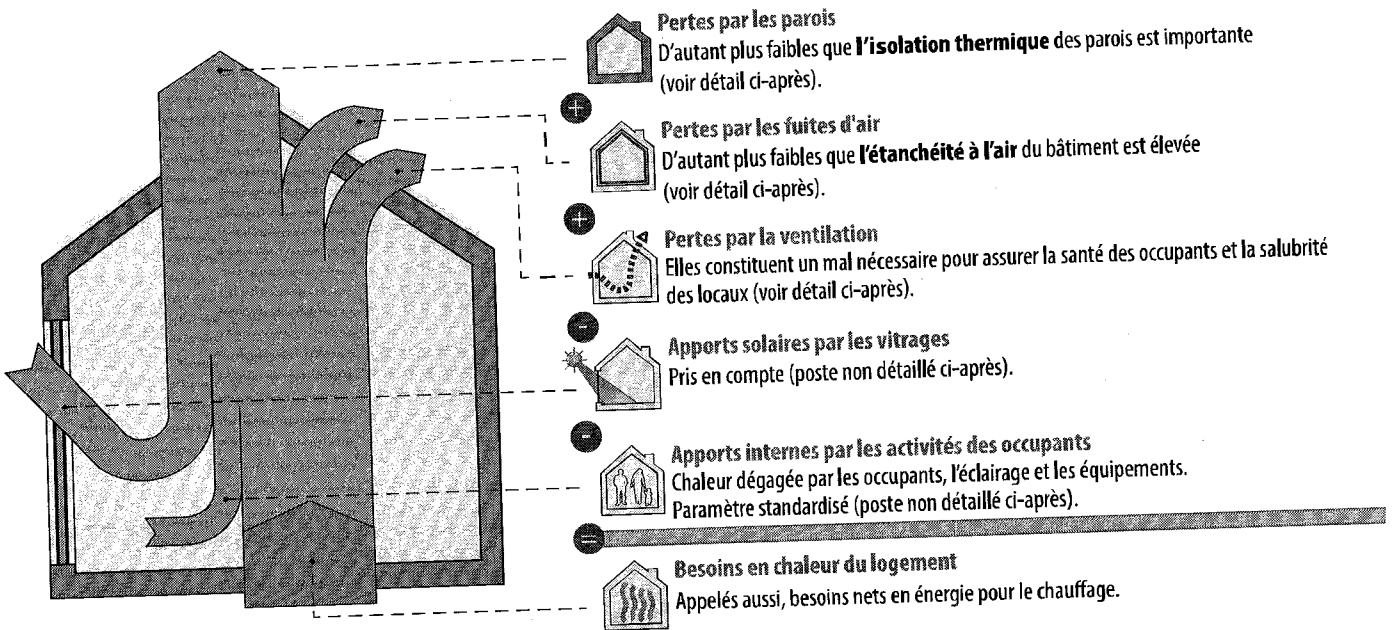 Pertes par les parois
D'autant plus faibles que l'isolation thermique des parois est importante
(voir détail ci-après).
+
Pertes par les fuites d'air
D'autant plus faibles que l'étanchéité à l'air du bâtiment est élevée
(voir détail ci-après).
+
Pertes par la ventilation
Elles constituent un mal nécessaire pour assurer la santé des occupants et la salubrité
des locaux (voir détail ci-après).
-
Apports solaires par les vitrages
Pris en compte (poste non détaillé ci-après).
-
Apports internes par les activités des occupants
Chaleur dégagée par les occupants, l'éclairage et les équipements.
Paramètre standardisé (poste non détaillé ci-après).
=
Besoins en chaleur du logement
Appelés aussi, besoins nets en énergie pour le chauffage.